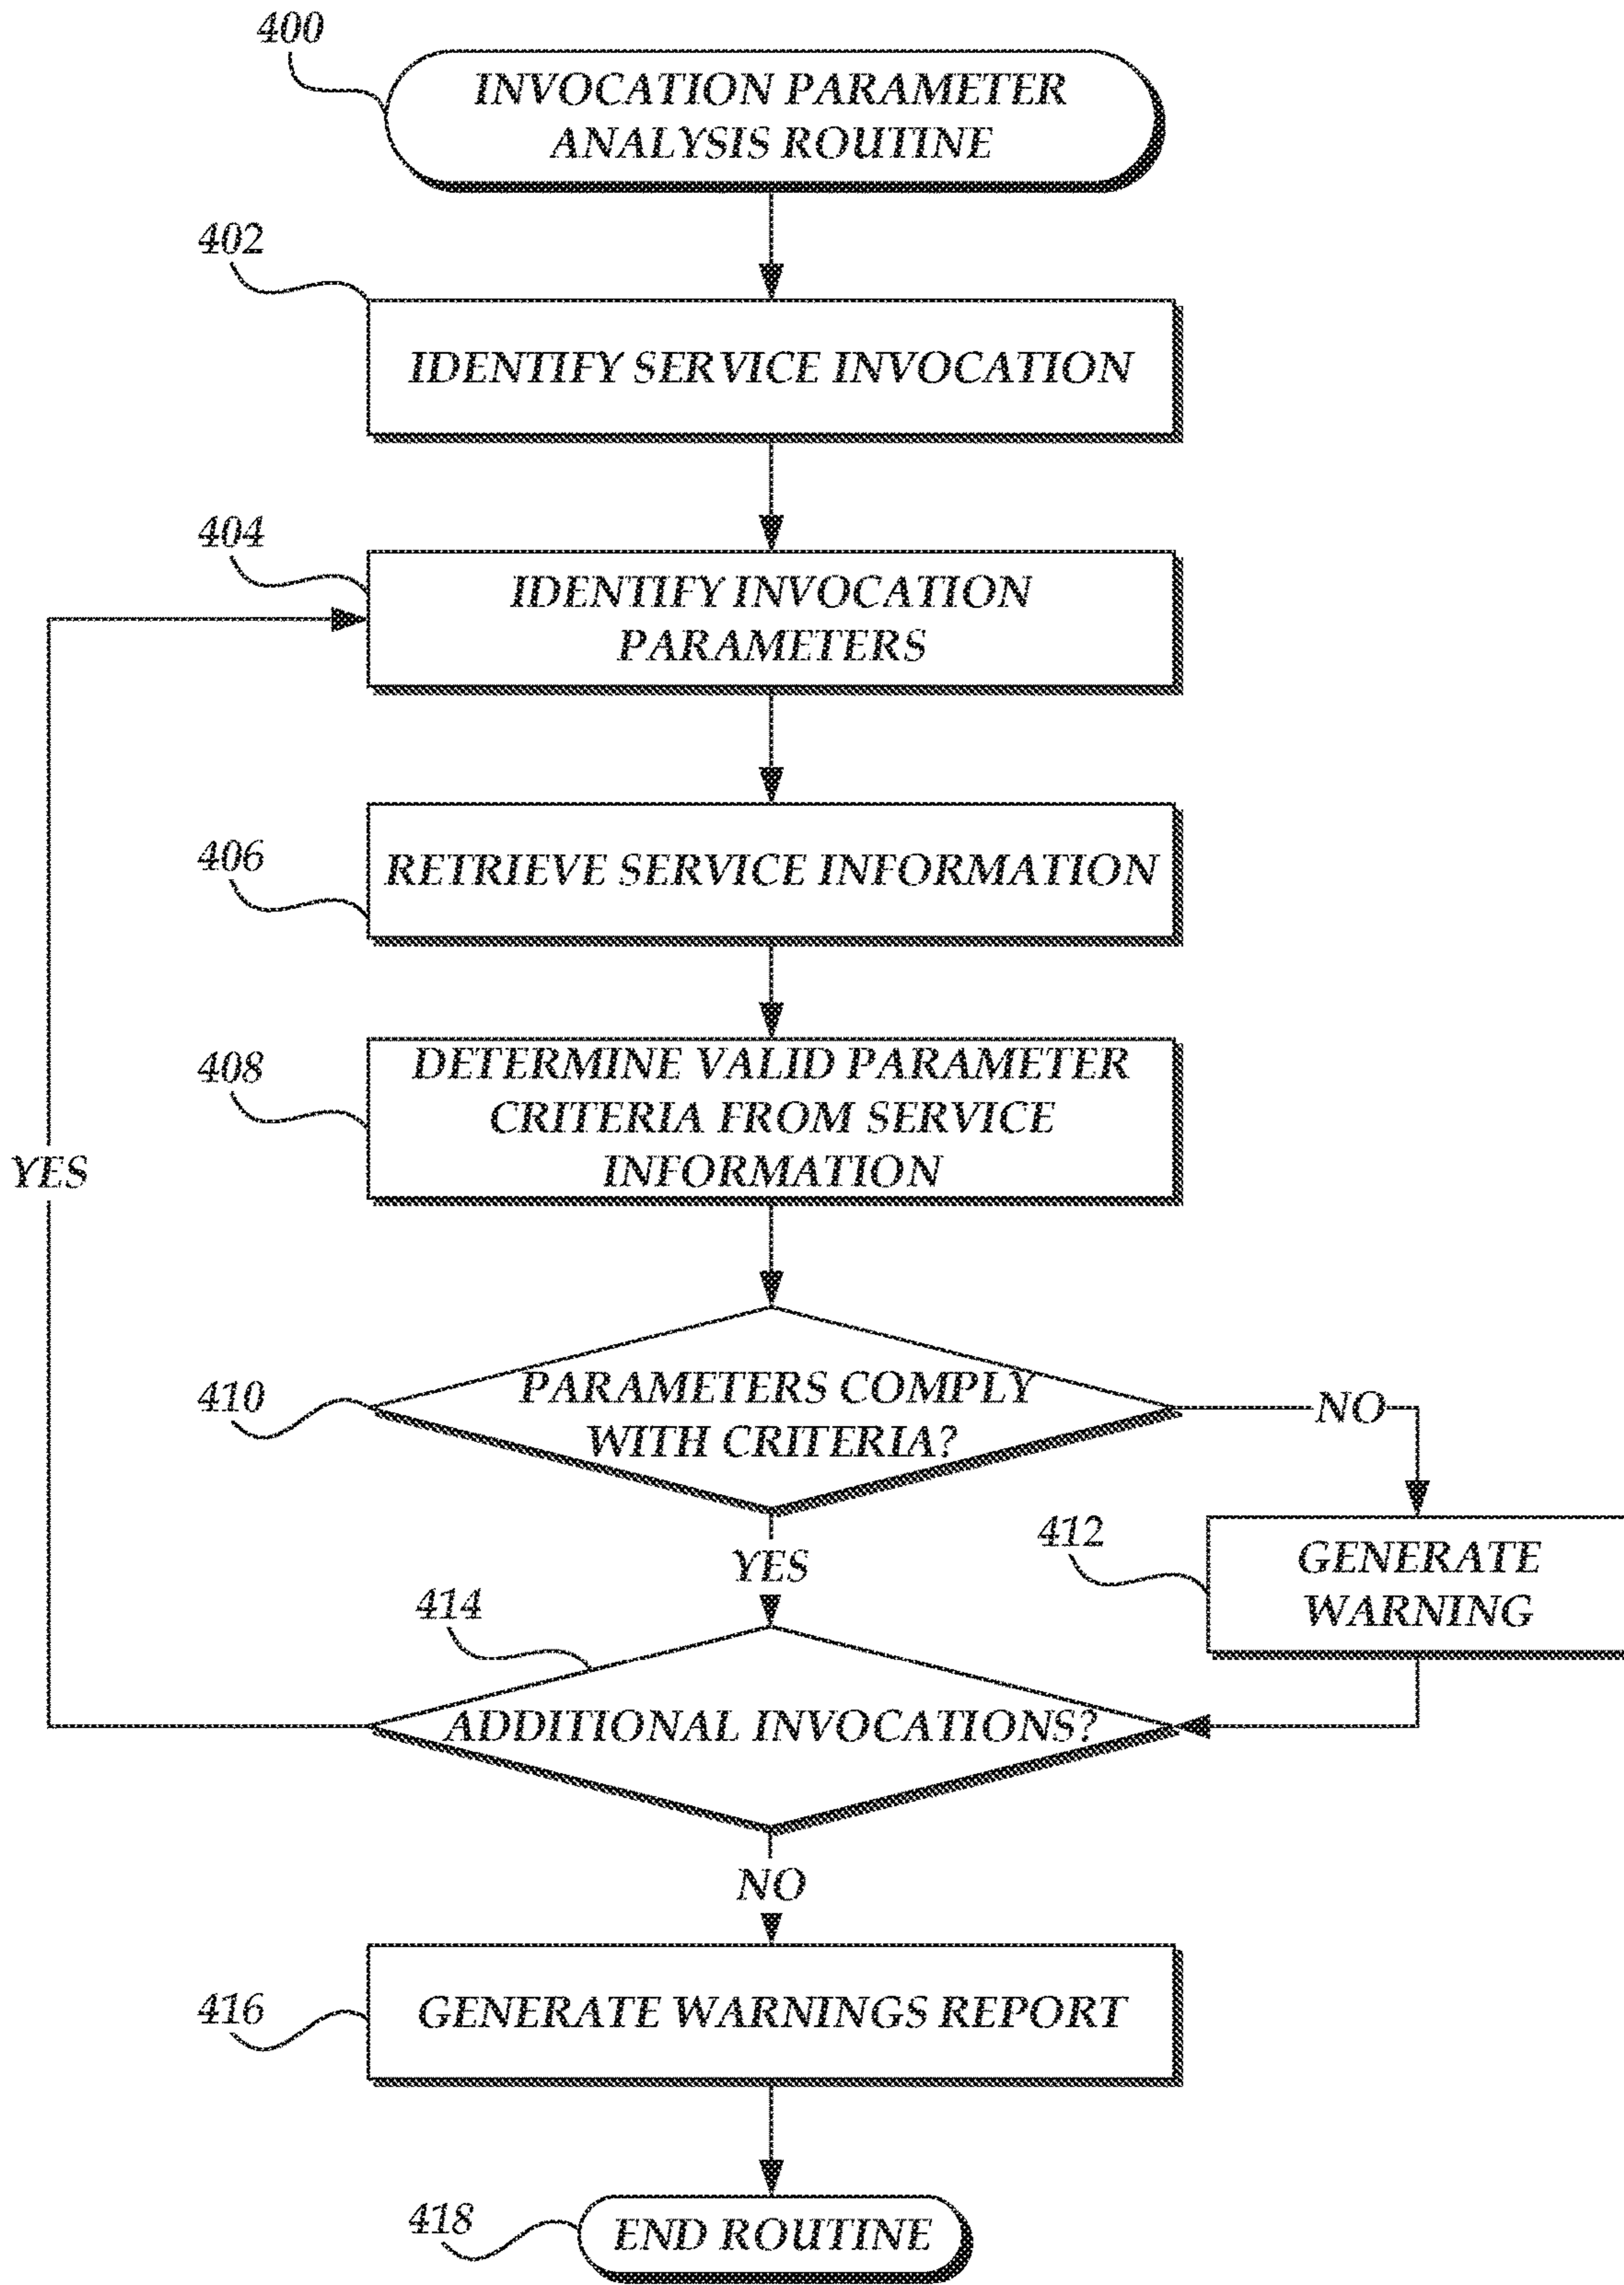 400
INVOCATION PARAMETER
ANALYSIS ROUTINE
402
IDENTIFY SERVICE INVOCATION
404
IDENTIFY INVOCATION
PARAMETERS
406
RETRIEVE SERVICE INFORMATION
408
DETERMINE VALID PARAMETER
CRITERIA FROM SERVICE
INFORMATION
YES
410
PARAMETERS COMPLY
WITH CRITERIA?
NO
412
GENERATE
WARNING
YES
414
ADDITIONAL INVOCATIONS?
NO
416
GENERATE WARNINGS REPORT
418
END ROUTINE